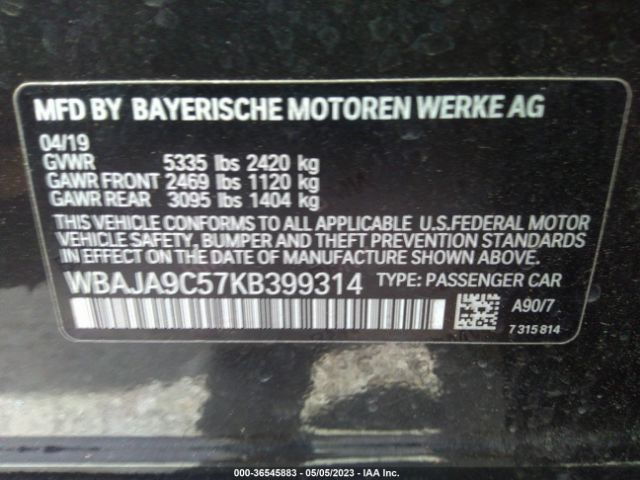 MFD BY BAYERISCHE MOTOREN WERKE AG
04/19
GVWR 5335 lbs 2420 kg
GAWR FRONT 2469 lbs 1120 kg
GAWR REAR 3095 lbs 1404 kg
THIS VEHICLE CONFORMS TO ALL APPLICABLE U.S.FEDERAL MOTOR
VEHICLE SAFETY, BUMPER AND THEFT PREVENTION STANDARDS
IN EFFECT ON THE DATE OF MANUFACTURE SHOWN ABOVE.
WBAJA9C57KB399314 TYPE: PASSENGER CAR
A90/7
7 315 814
000-36545883 - 05/05/2023 - IAA Inc.